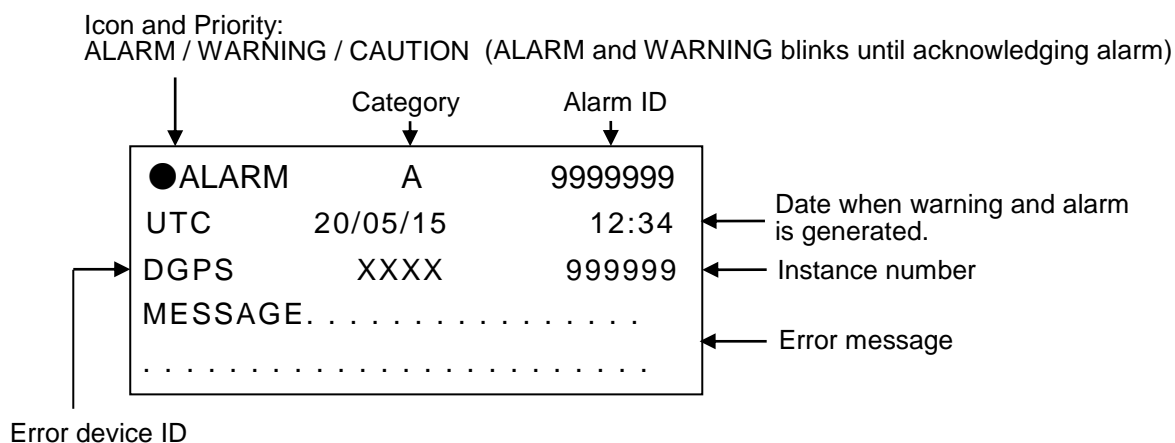 Icon and Priority:
ALARM / WARNING / CAUTION (ALARM and WARNING blinks until acknowledging alarm)
Category Alarm ID
●ALARM A 9999999
UTC 20/05/15 12:34
Date when warning and alarm
is generated.
DGPS XXXX 999999
Instance number
MESSAGE. . . . . . . . . . . . . . . . .
Error message
. . . . . . . . . . . . . . . . . . . . . . . . .
Error device ID